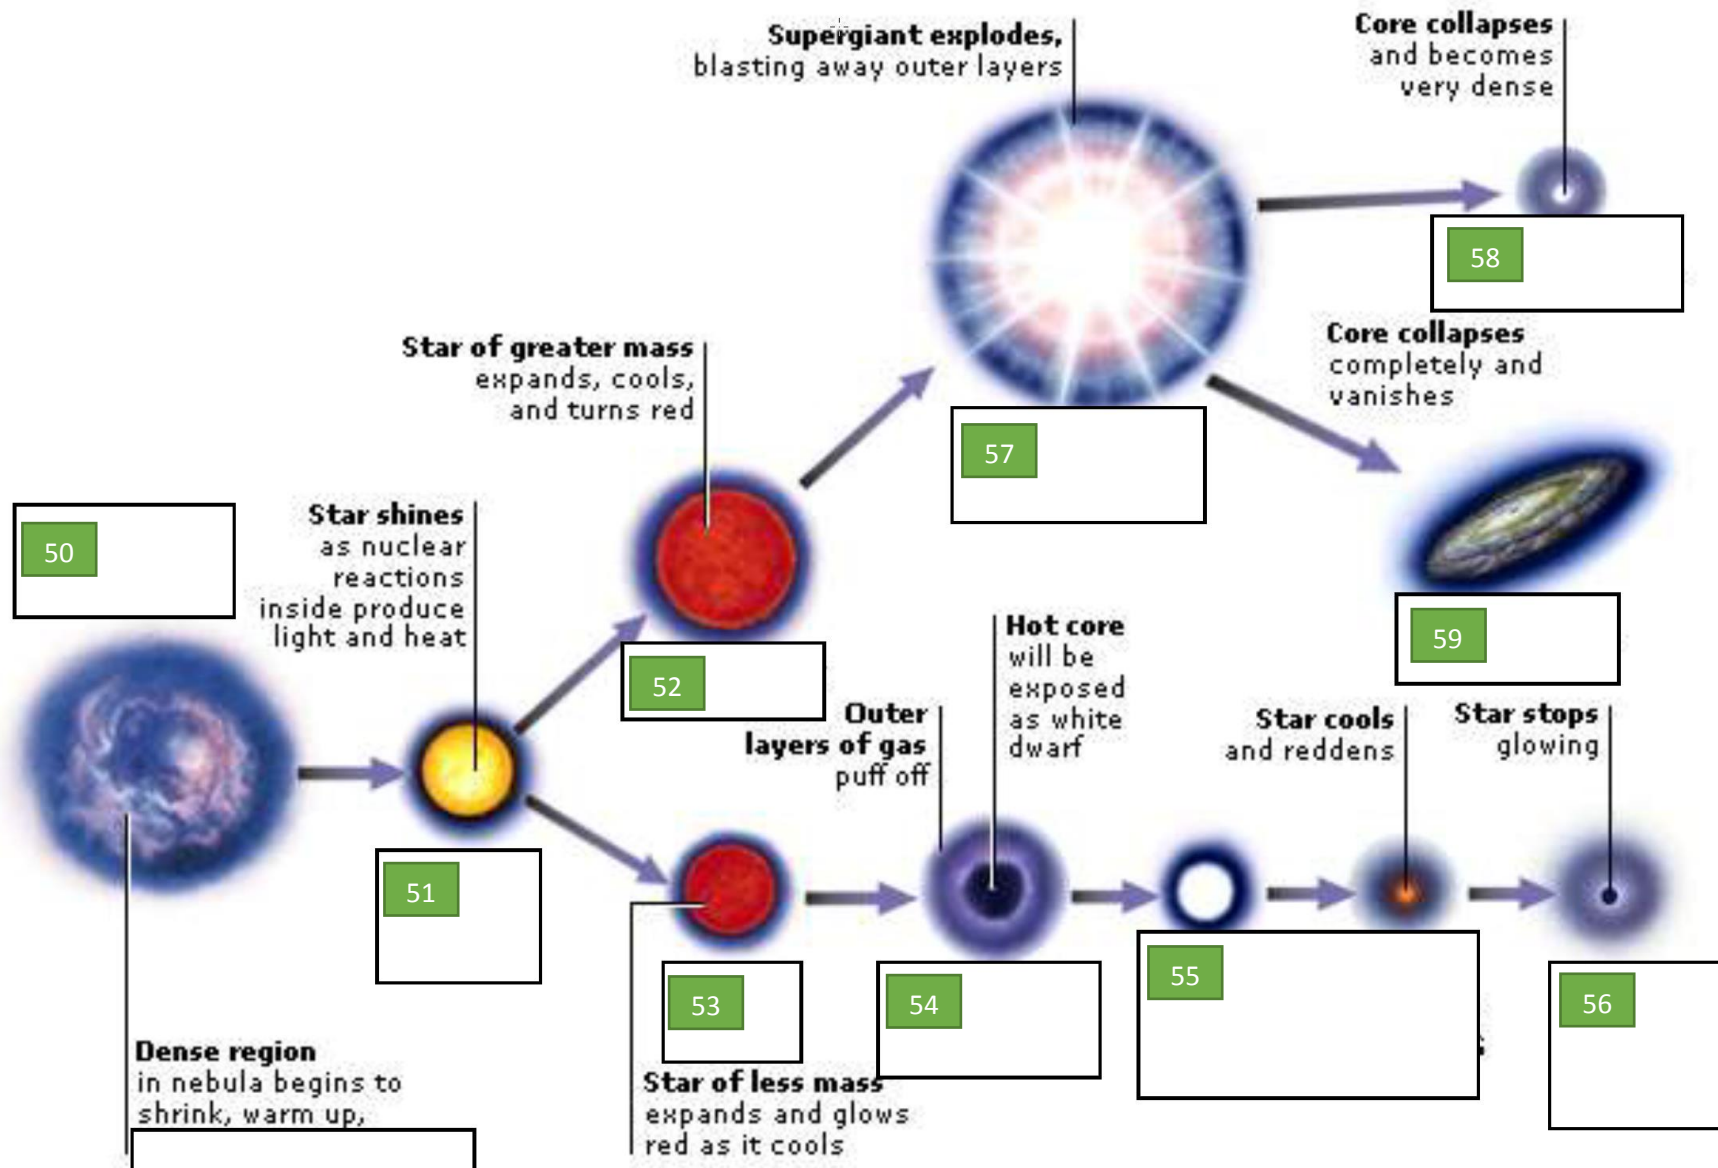 Supergiant explodes,
blasting away outer layers
Core collapses
and becomes
very dense
58
Core collapses
completely and
vanishes
Star of greater mass
expands, cools,
and turns red
57
50
Star shines
as nuclear
reactions
inside produce
light and heat
52
59
Hot core
will be
exposed
as white
dwarf
Outer
layers of gas
puff off
Star cools
and reddens
Star stops
glowing
51
53
54
55
56
Dense region
in nebula begins to
shrink, warm up,
Star of less mass
expands and glows
red as it cools